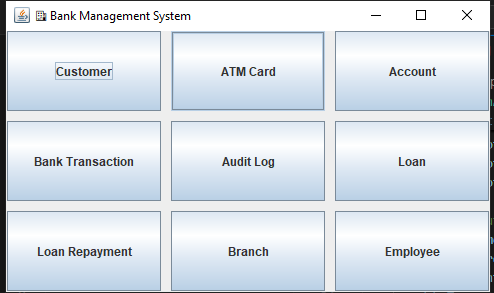 Bank Management System
Customer
ATM Card
Account
Bank Transaction
Audit Log
Loan
Loan Repayment
Branch
Employee